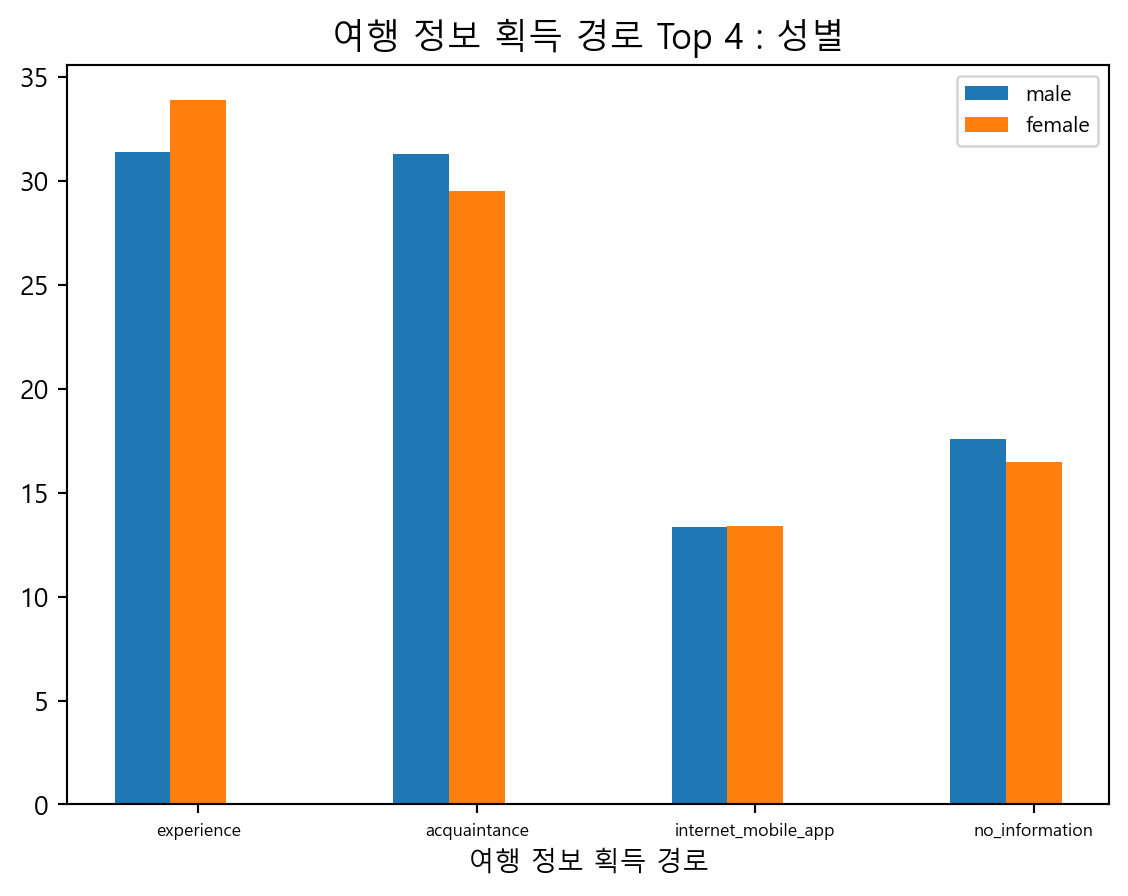 여행 정보 획득 경로 Top 4 : 성별
male
female
35
30
25
20
15
10
5
0
experience acquaintance internet_mobile_app no_information
여행 정보 획득 경로